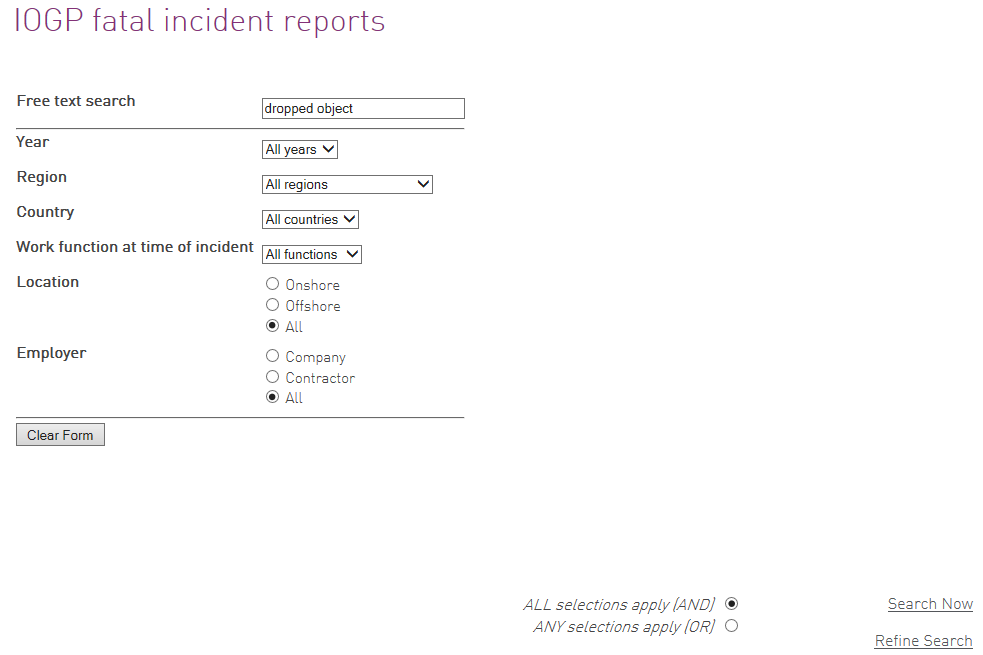 IOGP fatal incident reports
Free text search
dropped object
Year
All years
Region
All regions
Country
All countries
Work function at time of incident
All functions
Location
Onshore
Offshore
All
Employer
Company
Contractor
All
Clear Form
ALL selections apply (AND)
Search Now
ANY selections apply (OR)
Refine Search